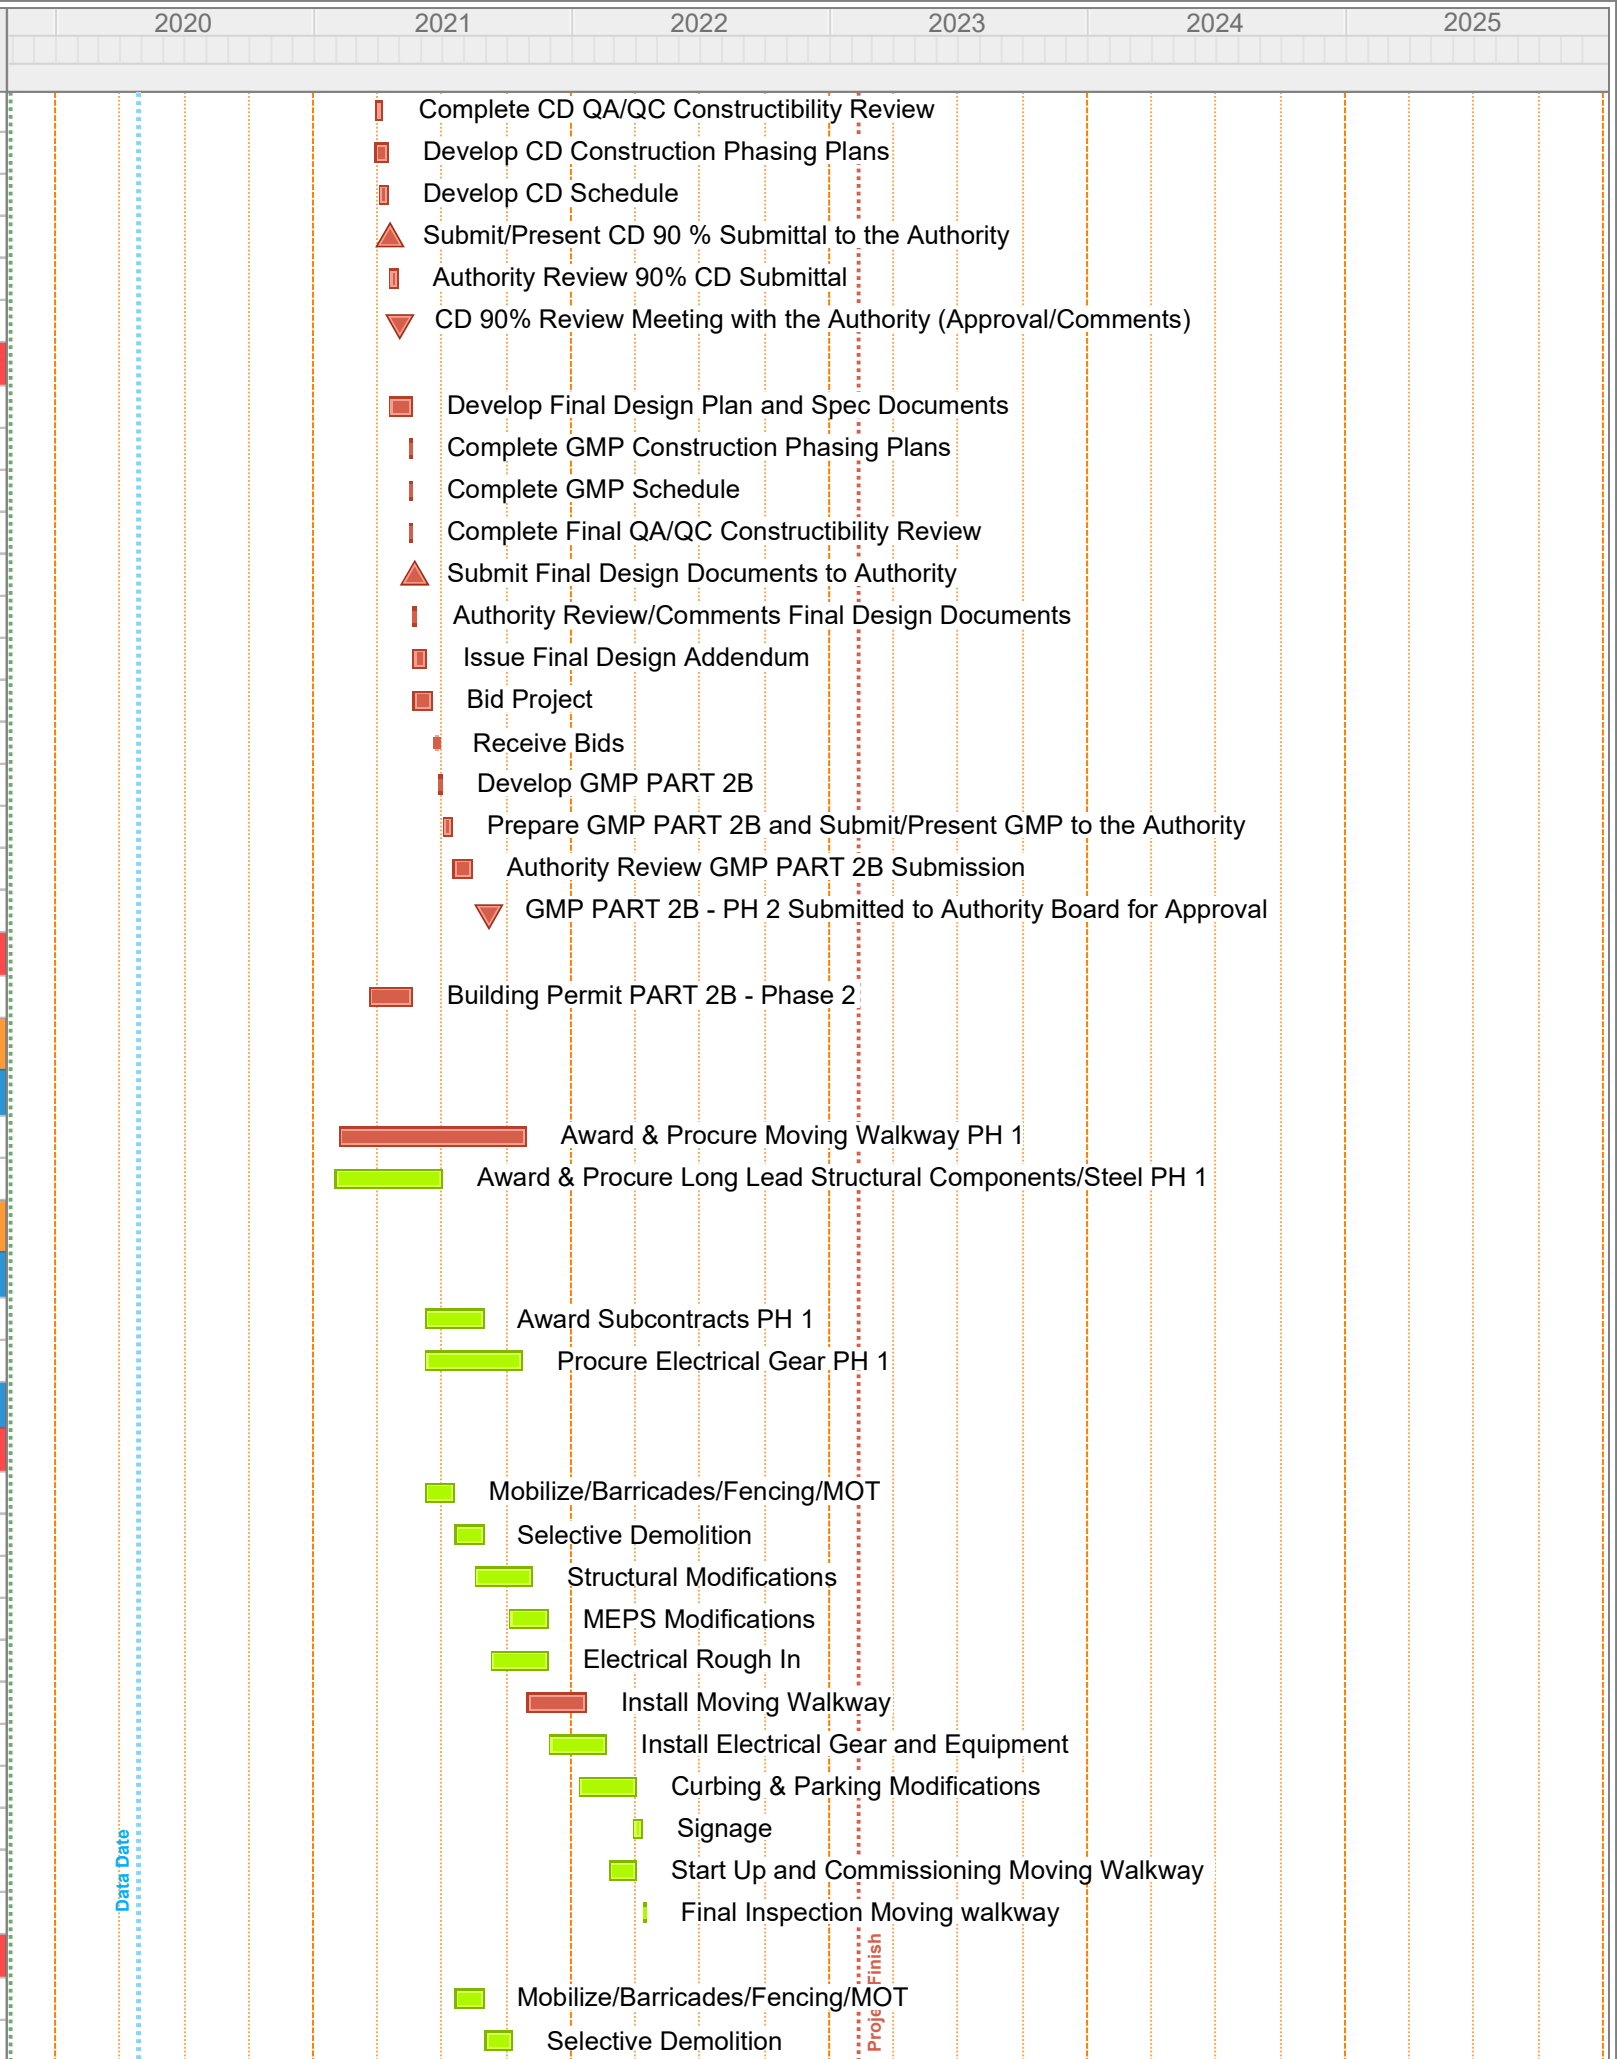 2020 2021 2022 2023 2024 2025
Complete CD QA/QC Constructibility Review
Develop CD Construction Phasing Plans
Develop CD Schedule
Submit/Present CD 90 % Submittal to the Authority
Authority Review 90% CD Submittal
CD 90% Review Meeting with the Authority (Approval/Comments)
Develop Final Design Plan and Spec Documents
Complete GMP Construction Phasing Plans
Complete GMP Schedule
Complete Final QA/QC Constructibility Review
Submit Final Design Documents to Authority
Authority Review/Comments Final Design Documents
Issue Final Design Addendum
Bid Project
Receive Bids
Develop GMP PART 2B
Prepare GMP PART 2B and Submit/Present GMP to the Authority
Authority Review GMP PART 2B Submission
GMP PART 2B - PH 2 Submitted to Authority Board for Approval
Building Permit PART 2B - Phase 2
Award & Procure Moving Walkway PH 1
Award & Procure Long Lead Structural Components/Steel PH 1
Award Subcontracts PH 1
Procure Electrical Gear PH 1
Mobilize/Barricades/Fencing/MOT
Selective Demolition
Structural Modifications
MEPS Modifications
Electrical Rough In
Install Moving Walkway
Install Electrical Gear and Equipment
Curbing & Parking Modifications
Signage
Start Up and Commissioning Moving Walkway
Final Inspection Moving walkway
Mobilize/Barricades/Fencing/MOT
Selective Demolition
Data Date
Project Finish